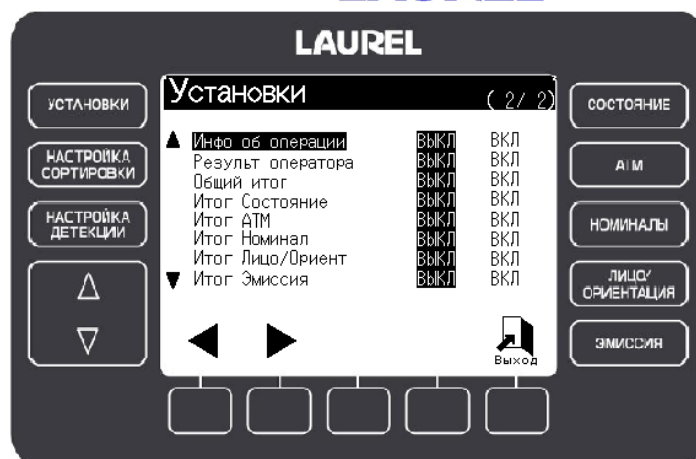 LAUREL
УСТАНОВКИ
НАСТРОЙКА
СОРТИРОВКИ
НАСТРОЙКА
ДЕТЕКЦИИ
Установки ( 2/ 2)
Инфо об операции ВЫКЛ ВКЛ
Результ оператора ВЫКЛ ВКЛ
Общий итог ВЫКЛ ВКЛ
Итог Состояние ВЫКЛ ВКЛ
Итог АТМ ВЫКЛ ВКЛ
Итог Номинал ВЫКЛ ВКЛ
Итог Лицо/Ориент ВЫКЛ ВКЛ
Итог Эмиссия ВЫКЛ ВКЛ
Выход
СОСТОЯНИЕ
ATM
НОМИНАЛЫ
ЛИЦО/
ОРИЕНТАЦИЯ
ЭМИССИЯ